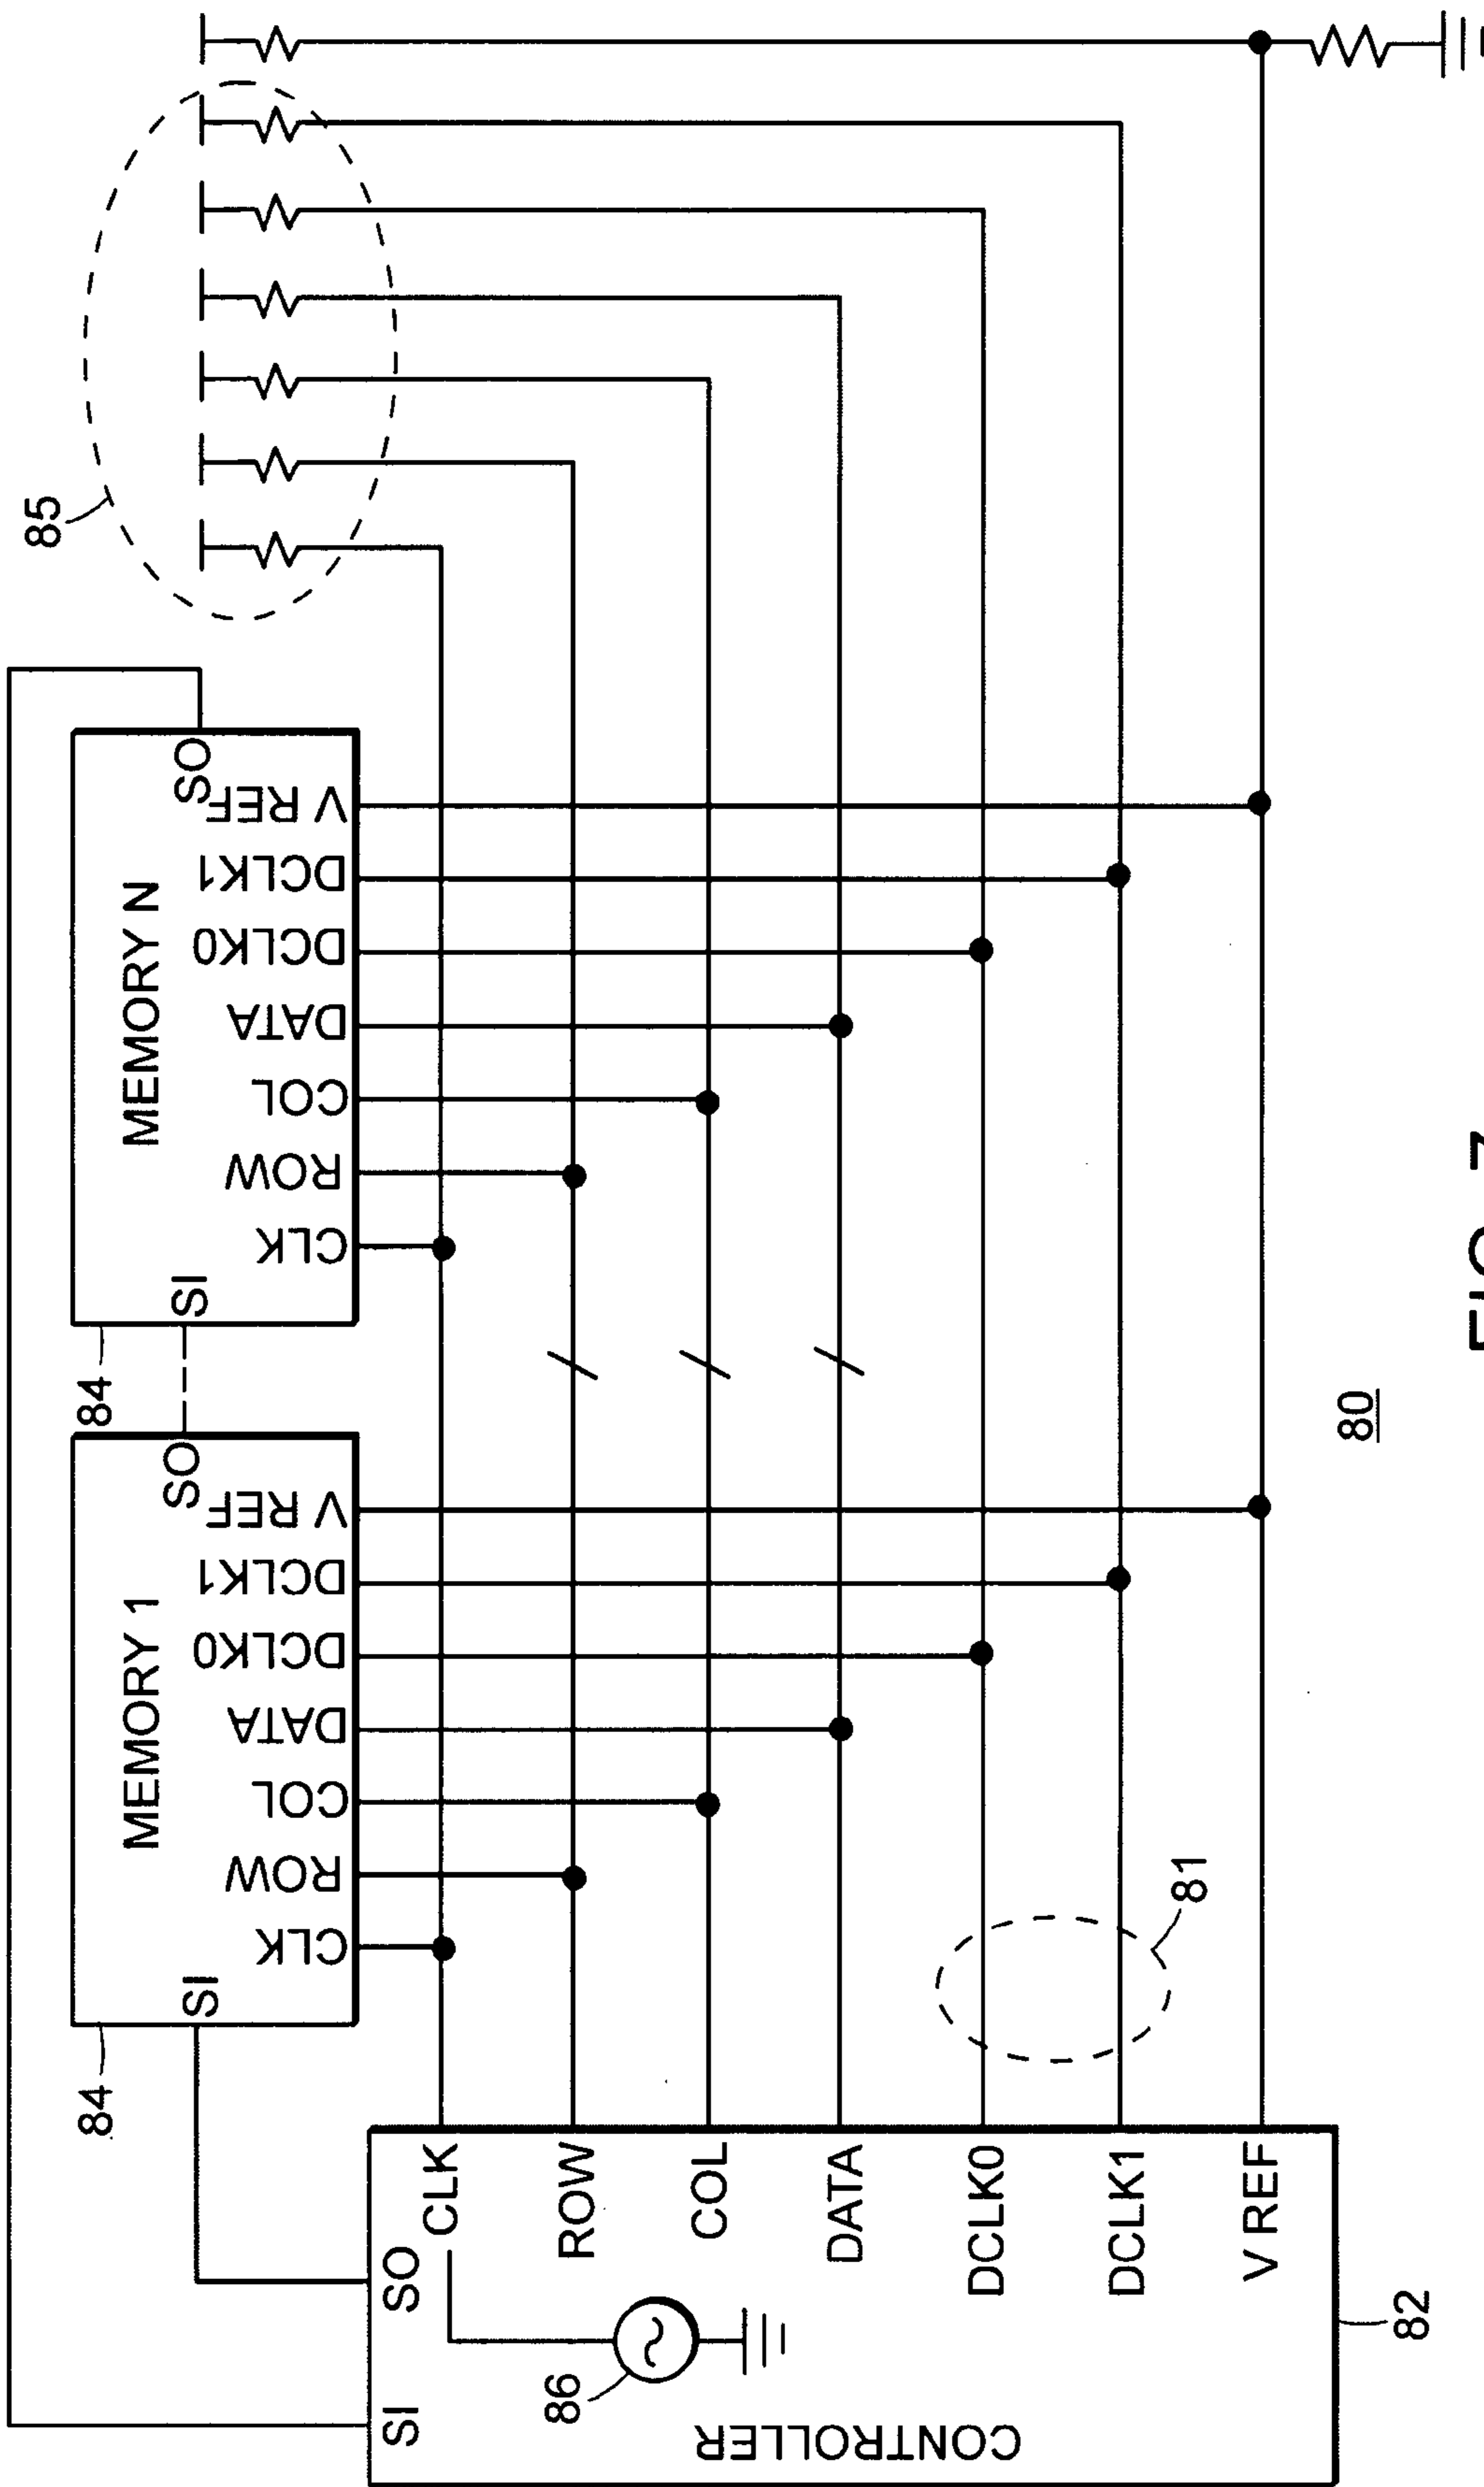 85
MEMORY 1
SI
SO
CLK
ROW
COL
DATA
DCLK0
DCLK1
V REF
84
MEMORY N
SI
SO
CLK
ROW
COL
DATA
DCLK0
DCLK1
V REF
84
SI
SO
CLK
ROW
COL
DATA
DCLK0
DCLK1
V REF
CONTROLLER
86
82
81
80